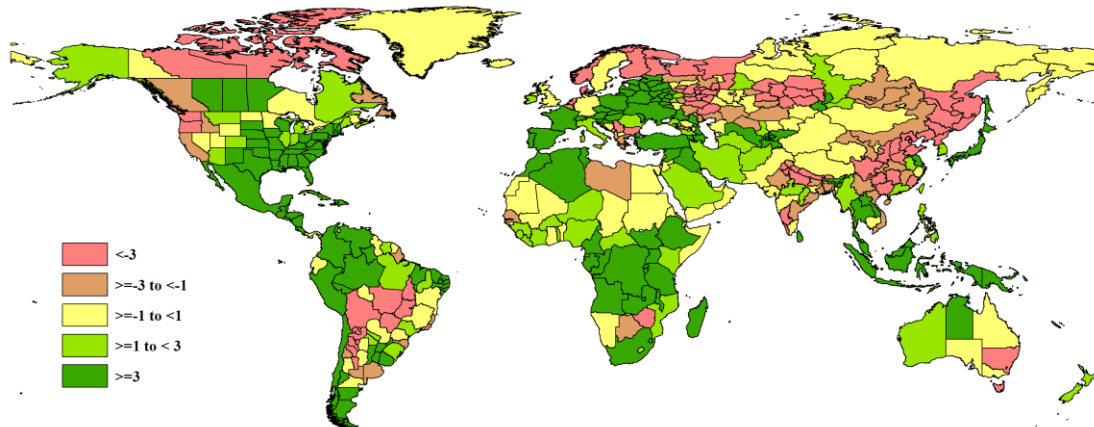 <-3
>=-3 to <-1
>=-1 to <1
>=1 to < 3
>=3